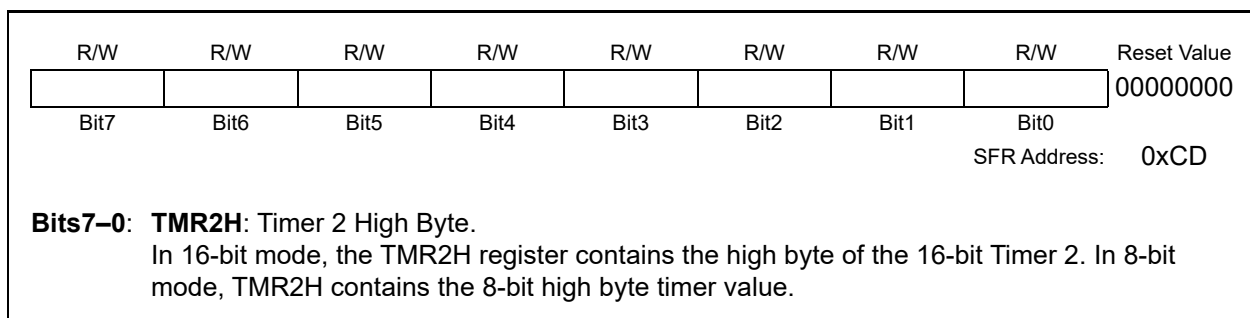 R/W R/W R/W R/W R/W R/W R/W R/W Reset Value
00000000
Bit7 Bit6 Bit5 Bit4 Bit3 Bit2 Bit1 Bit0
SFR Address: 0xCD
Bits7–0: TMR2H: Timer 2 High Byte.
In 16-bit mode, the TMR2H register contains the high byte of the 16-bit Timer 2. In 8-bit
mode, TMR2H contains the 8-bit high byte timer value.